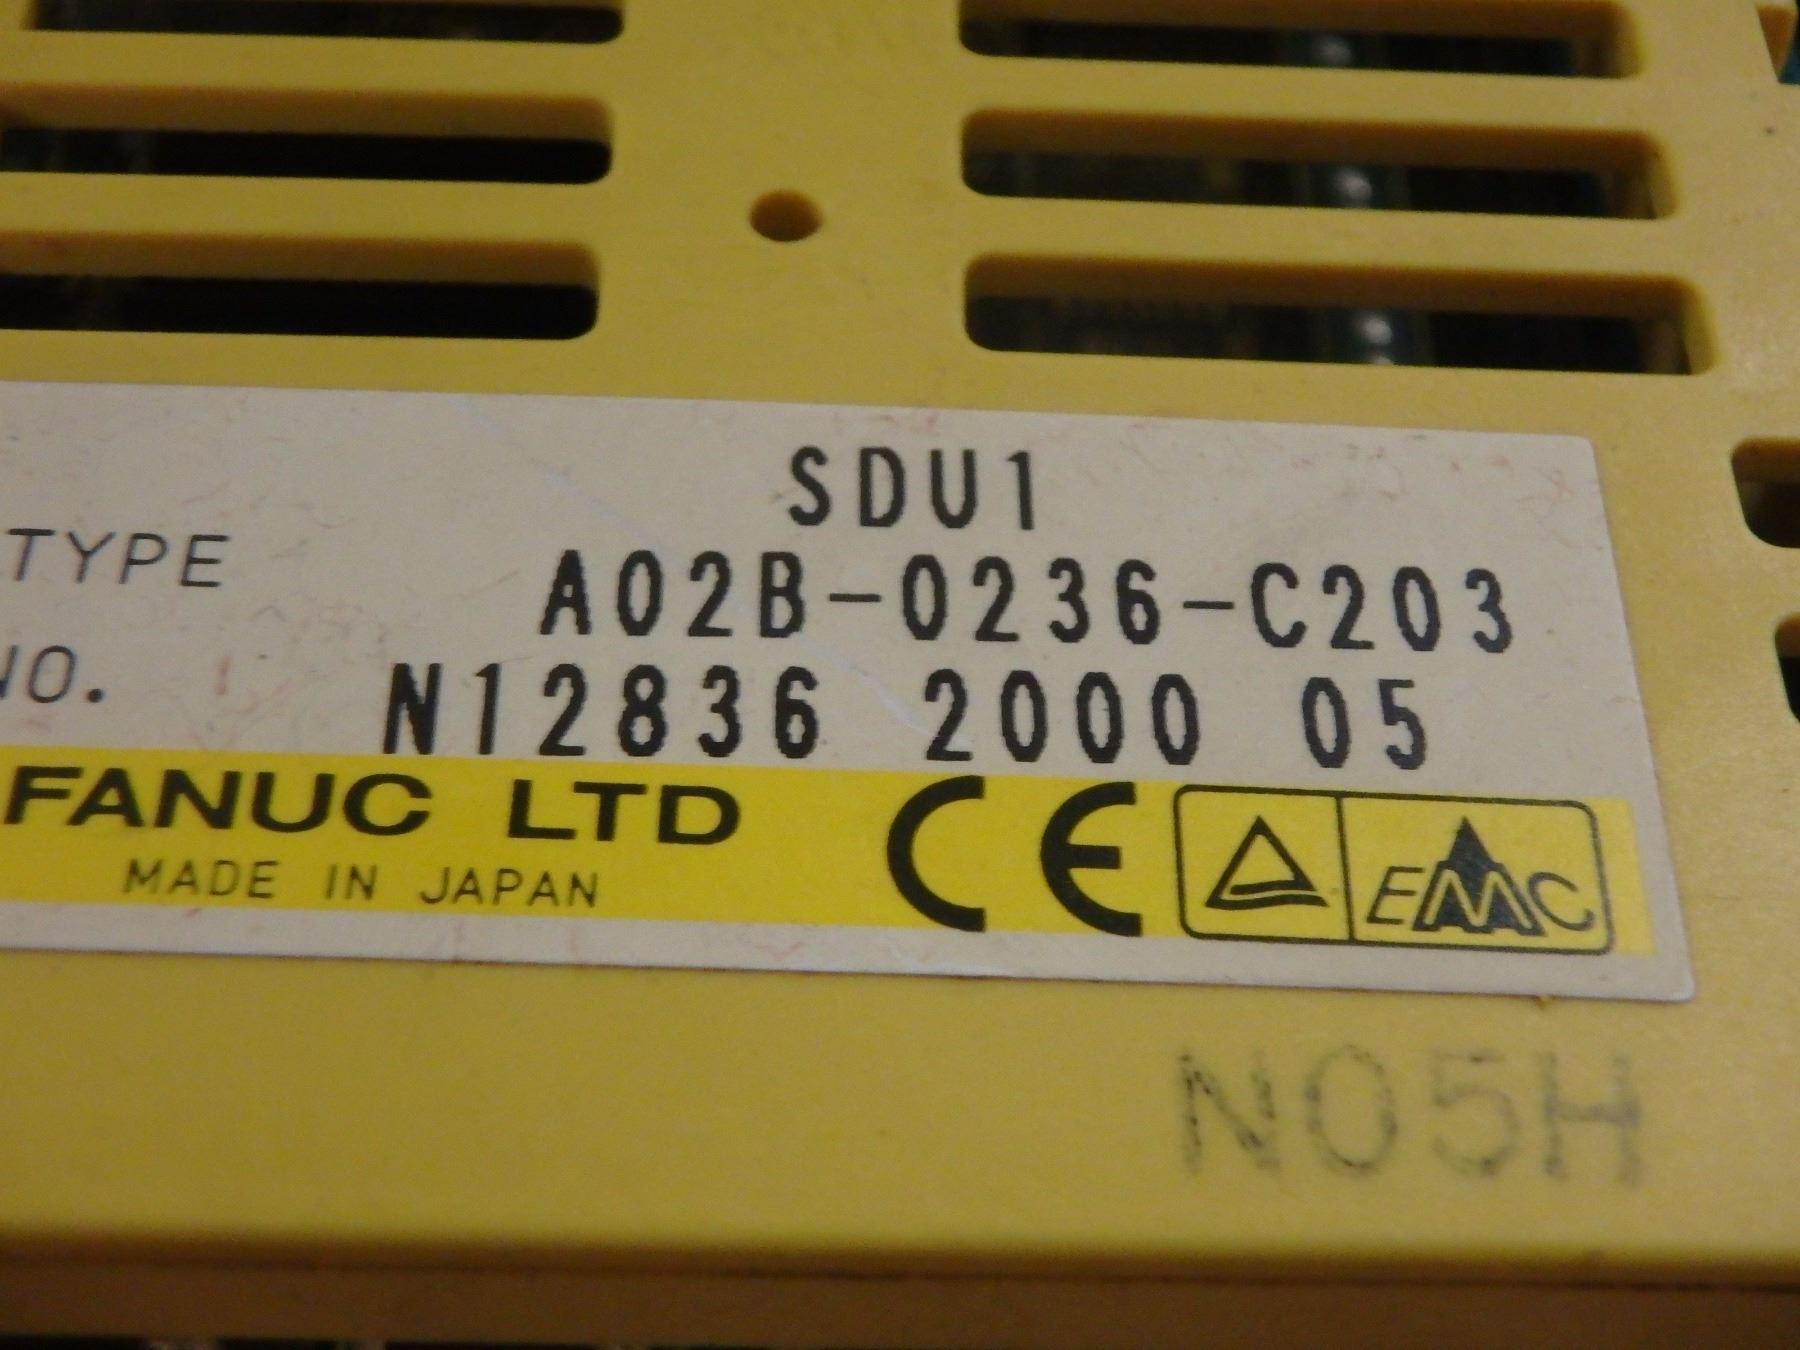 SDU1
TYPE A02B-0236-C203
NO. N12836 2000 05
FANUC LTD CE EMC
MADE IN JAPAN
N05H